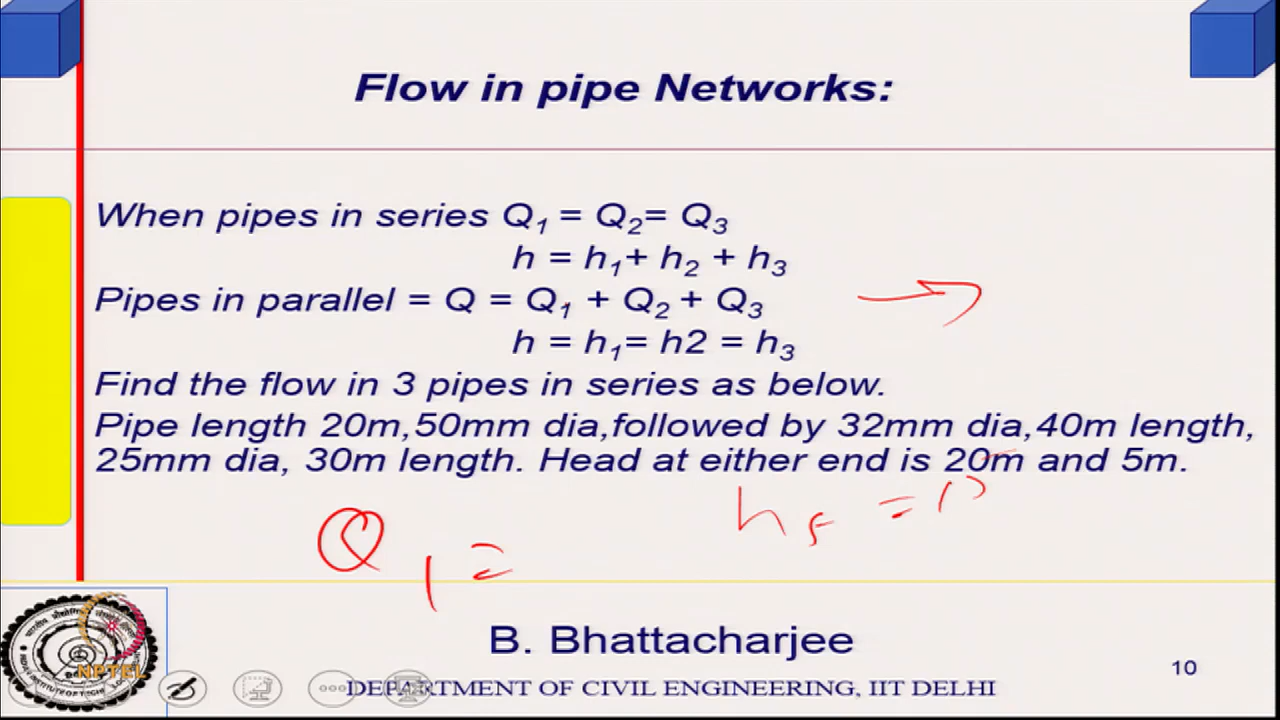 Flow in pipe Networks:
When pipes in series Q₁ = Q₂= Q₃
h = h₁+ h₂ + h₃
Pipes in parallel = Q = Q₁ + Q₂ + Q₃
h = h₁= h2 = h₃
Find the flow in 3 pipes in series as below.
Pipe length 20m,50mm dia,followed by 32mm dia,40m length,
25mm dia, 30m length. Head at either end is 20m and 5m.
Q₁ =
B. Bhattacharjee
NPTEL
DEPARTMENT OF CIVIL ENGINEERING, IIT DELHI
10